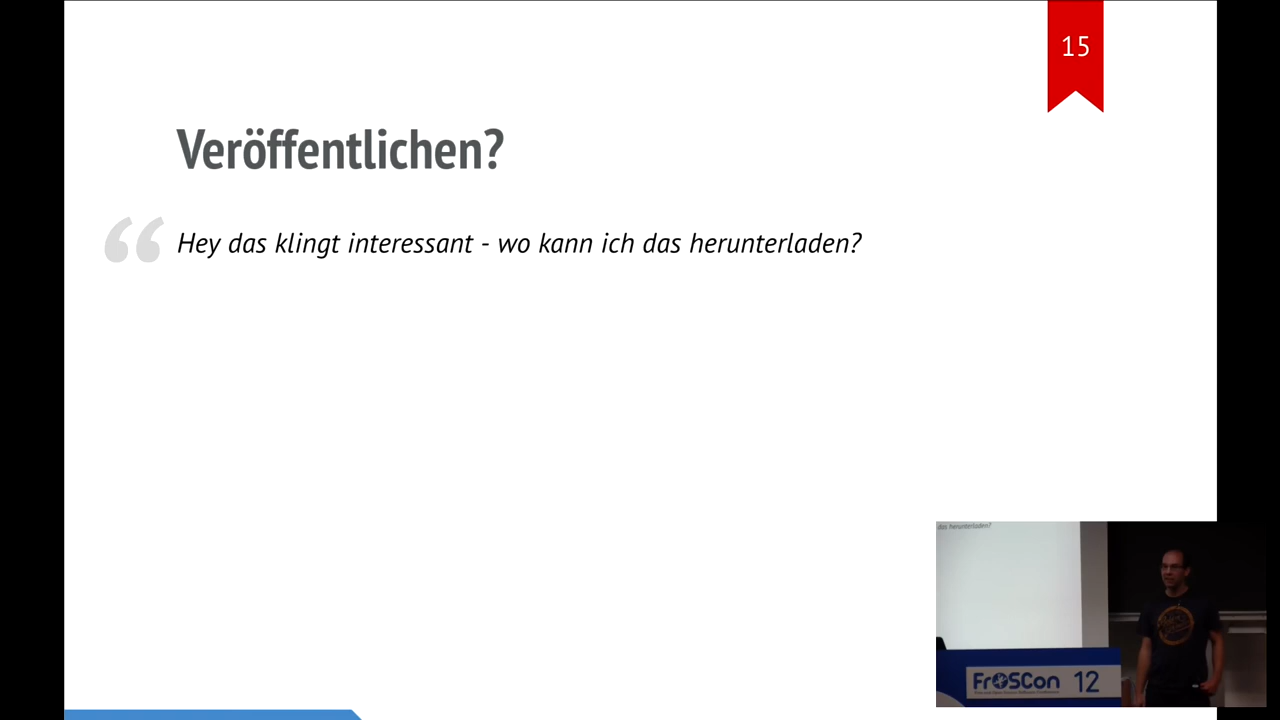 15
Veröffentlichen?
“ Hey das klingt interessant - wo kann ich das herunterladen?
das herunterladen?
FrOSCon 12